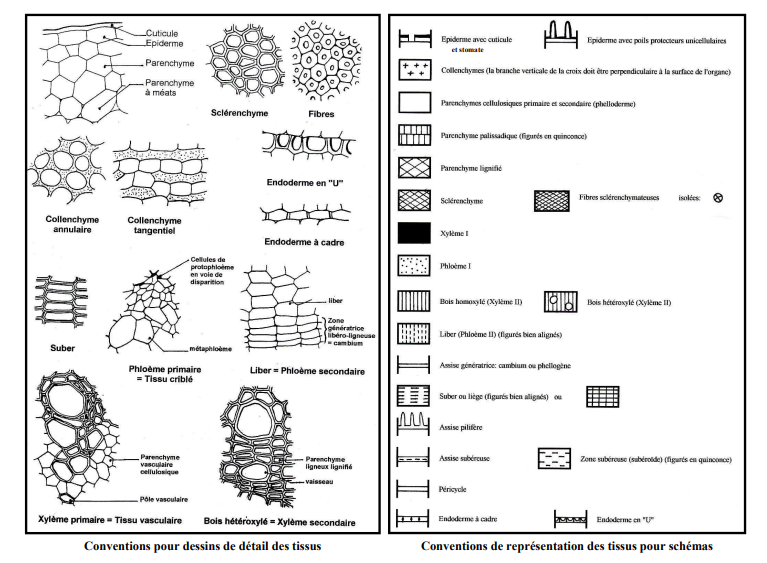 Cuticule
Epiderme
Parenchyme
Parenchyme
à méats
Sclérenchyme
Fibres
Collenchyme
annulaire
Collenchyme
tangentiel
Endoderme en "U"
Endoderme à cadre
Suber
Cellules de
protophloème
en voie de
disparition
métaphloème
Phloème primaire
= Tissu criblé
liber
Zone
génératrice
libéro-ligneuse
= cambium
Liber = Phloème secondaire
Parenchyme
vasculaire
cellulosique
Pôle vasculaire
Xylème primaire = Tissu vasculaire
Parenchyme
ligneux lignifié
vaisseau
Bois hétéroxylé = Xylème secondaire
Conventions pour dessins de détail des tissus
Epiderme avec cuticule
et stomate
Epiderme avec poils protecteurs unicellulaires
Collenchymes (la branche verticale de la croix doit être perpendiculaire à la surface de l'organe)
Parenchymes cellulosiques primaire et secondaire (phelloderme)
Parenchyme palissadique (figurés en quinconce)
Parenchyme lignifié
Sclérenchyme
Fibres sclérenchymateuses isolées:
Xylème I
Phloème I
Bois homoxylé (Xylème II)
Bois hétéroxylé (Xylème II)
Liber (Phloème II) (figurés bien alignés)
Assise génératrice: cambium ou phellogène
Suber ou liège (figurés bien alignés) ou
Assise pilifère
Assise subéreuse
Zone subéreuse (subéroïde) (figurés en quinconce)
Péricycle
Endoderme à cadre
Endoderme en "U"
Conventions de représentation des tissus pour schémas